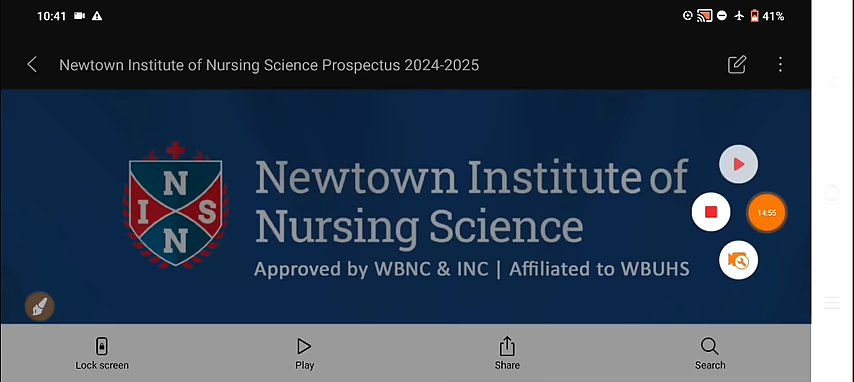 10:41
41%
Newtown Institute of Nursing Science Prospectus 2024-2025
N
I S
N
Newtown Institute of
Nursing Science
Approved by WBNC & INC | Affiliated to WBUHS
14:55
Lock screen
Play
Share
Search